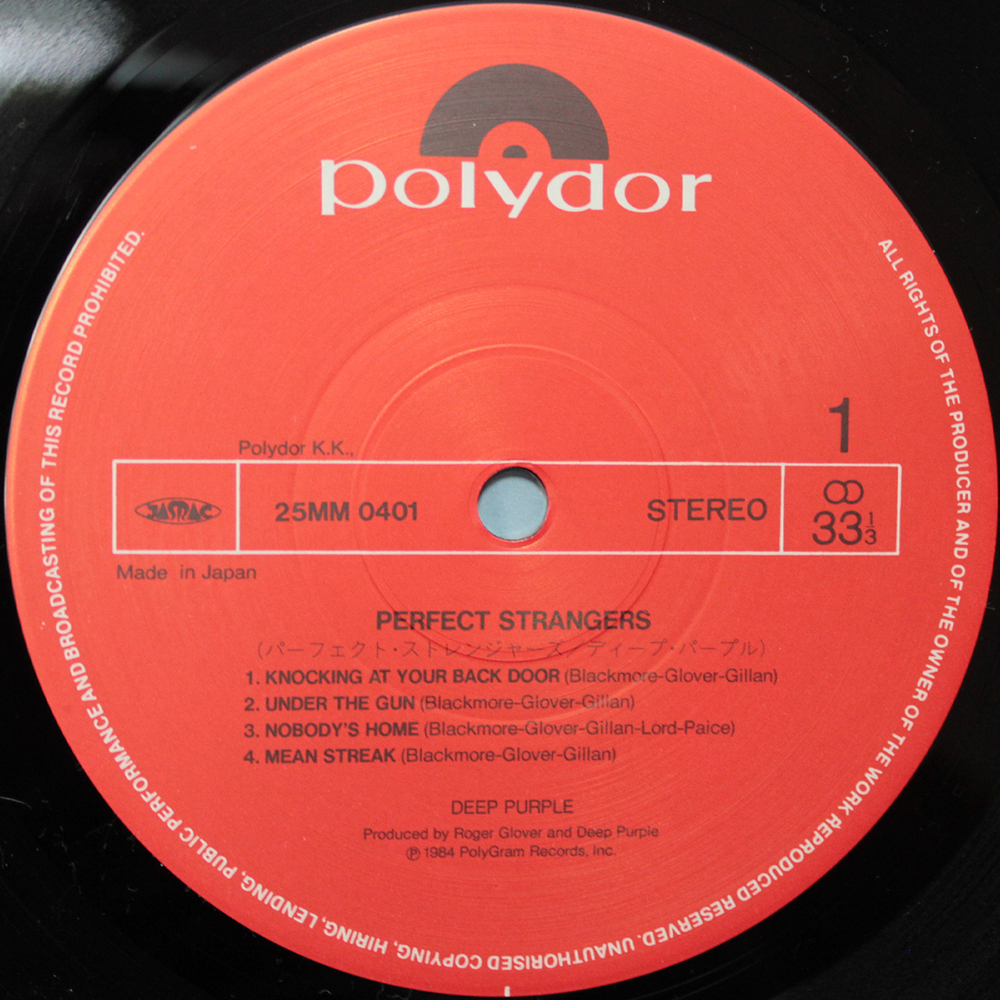 polydor
ALL RIGHTS OF THE PRODUCER AND OF THE OWNER OF THE WORK REPRODUCED RESERVED. UNAUTHORISED COPYING, HIRING, LENDING, PUBLIC PERFORMANCE AND BROADCASTING OF THIS RECORD PROHIBITED.
1
Polydor K.K.,
JASRAC
25MM 0401
STEREO
33 1/3
Made in Japan
PERFECT STRANGERS
(パーフェクト・ストレンジャーズ/ディープ・パープル)
1. KNOCKING AT YOUR BACK DOOR (Blackmore-Glover-Gillan)
2. UNDER THE GUN (Blackmore-Glover-Gillan)
3. NOBODY'S HOME (Blackmore-Glover-Gillan-Lord-Paice)
4. MEAN STREAK (Blackmore-Glover-Gillan)
DEEP PURPLE
Produced by Roger Glover and Deep Purple
℗ 1984 PolyGram Records, Inc.